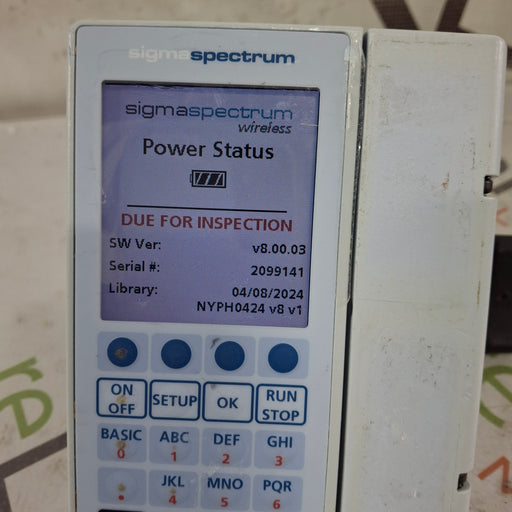 sigmaspectrum
sigmaspectrum
wireless
Power Status
DUE FOR INSPECTION
SW Ver: v8.00.03
Serial #: 2099141
Library: 04/08/2024
NYPH0424 v8 v1
ON OFF SETUP OK RUN STOP
BASIC ABC DEF GHI
0 1 2 3
JKL MNO PQR
. 4 5 6
re